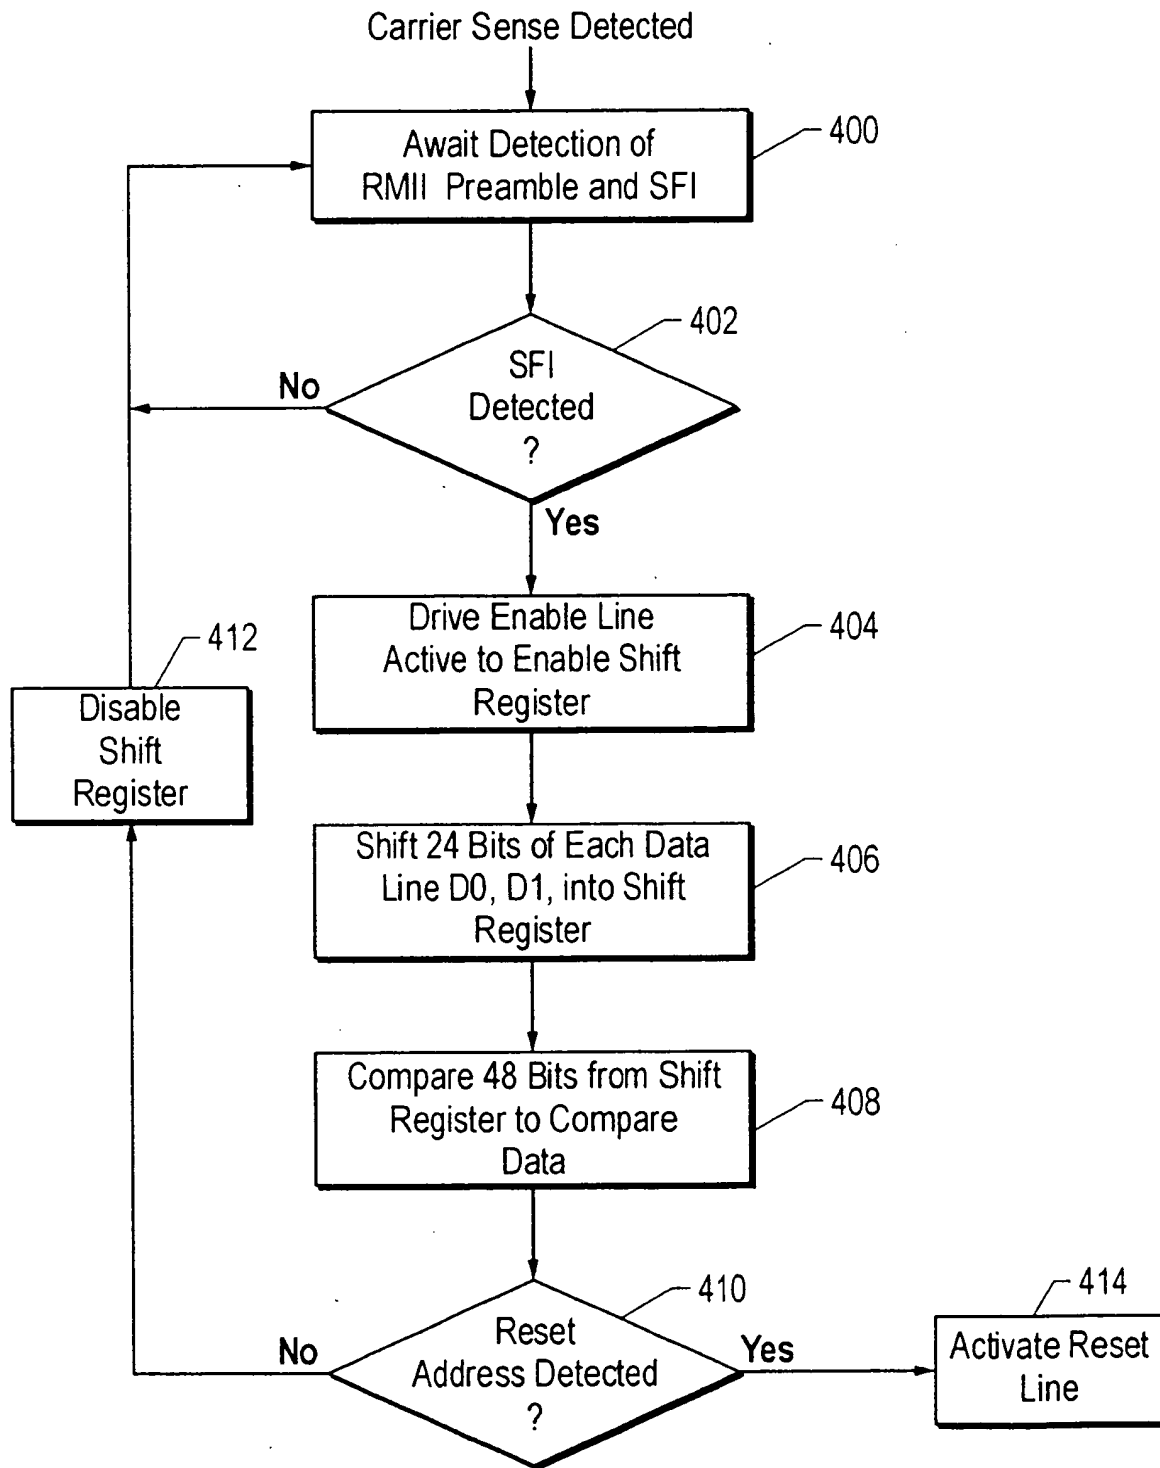 Carrier Sense Detected
Await Detection of
RMII Preamble and SFI
400
402
SFI
Detected
?
No
Yes
Drive Enable Line
Active to Enable Shift
Register
404
412
Disable
Shift
Register
Shift 24 Bits of Each Data
Line D0, D1, into Shift
Register
406
Compare 48 Bits from Shift
Register to Compare
Data
408
410
Reset
Address Detected
?
No
Yes
414
Activate Reset
Line